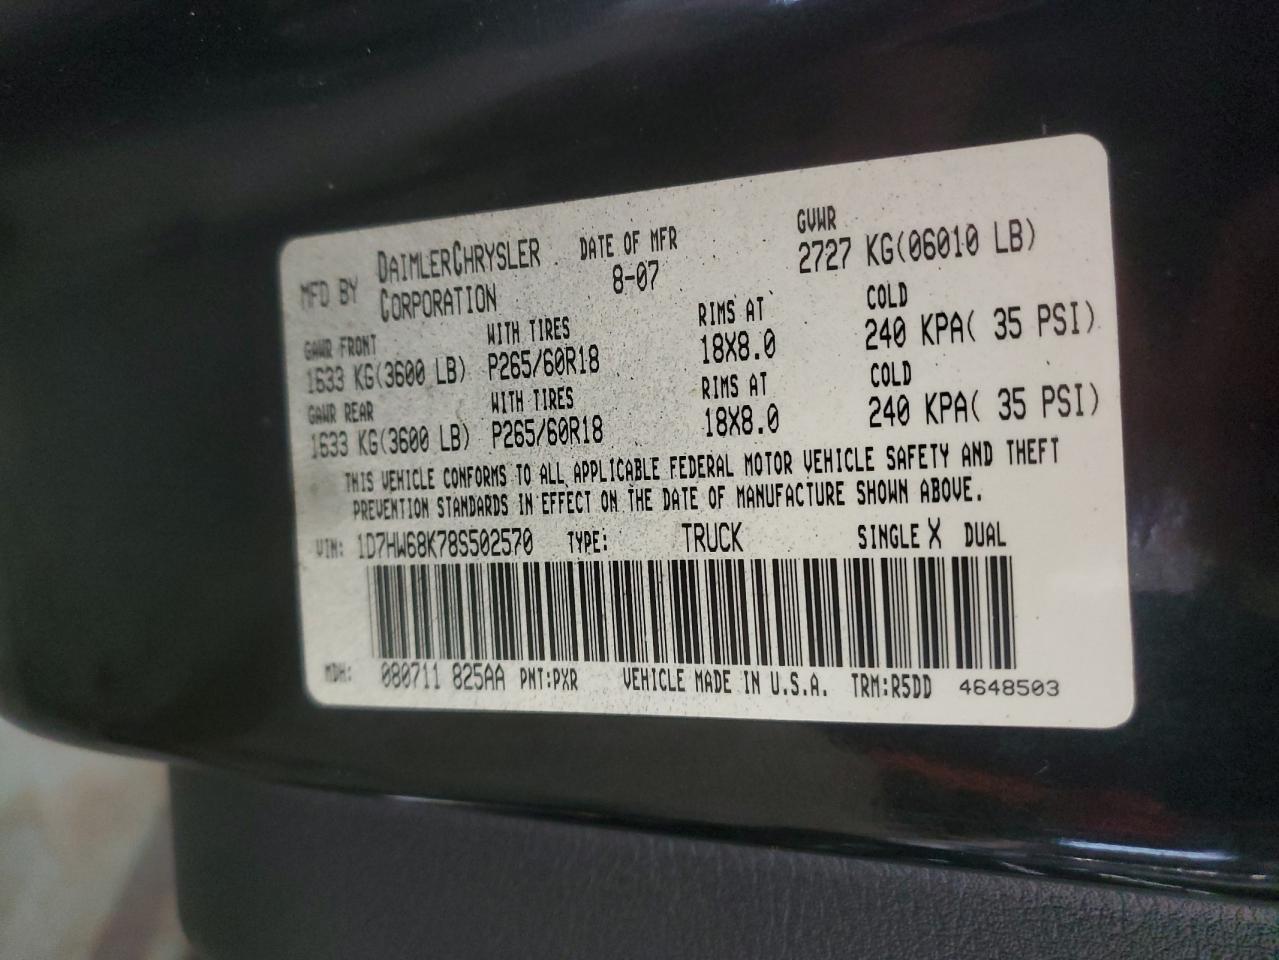 MFD BY DAIMLERCHRYSLER CORPORATION DATE OF MFR 8-07 GVWR 2727 KG(06010 LB)
GAWR FRONT WITH TIRES RIMS AT COLD
1633 KG(3600 LB) P265/60R18 18X8.0 240 KPA( 35 PSI)
GAWR REAR WITH TIRES RIMS AT COLD
1633 KG(3600 LB) P265/60R18 18X8.0 240 KPA( 35 PSI)
THIS VEHICLE CONFORMS TO ALL APPLICABLE FEDERAL MOTOR VEHICLE SAFETY AND THEFT
PREVENTION STANDARDS IN EFFECT ON THE DATE OF MANUFACTURE SHOWN ABOVE.
VIN: 1D7HW68K78S502570 TYPE: TRUCK SINGLE X DUAL
MDH: 080711 825AA PNT:PXR VEHICLE MADE IN U.S.A. TRM:R5DD 4648503